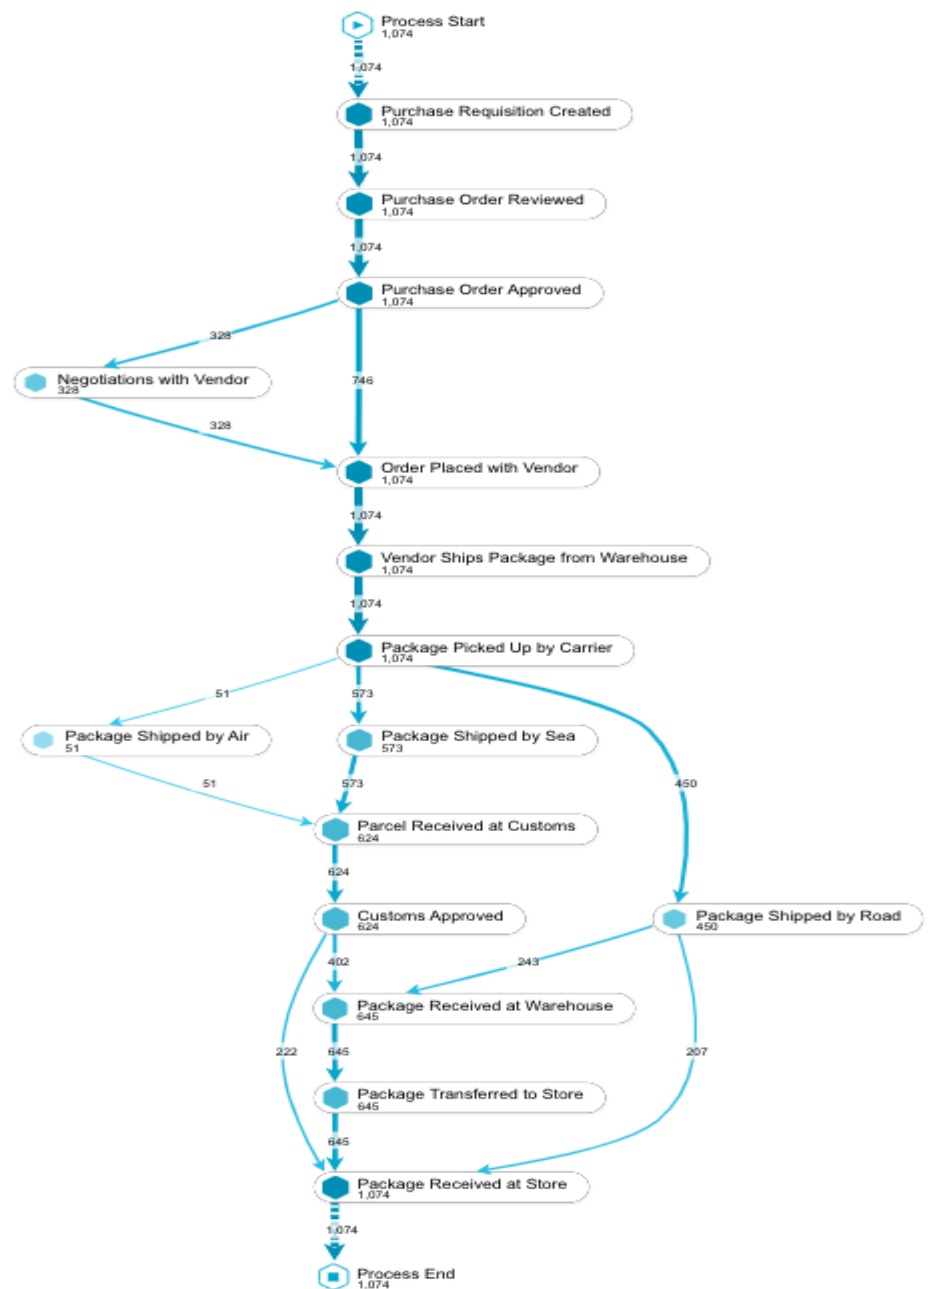 Process Start
1,074
1,074
Purchase Requisition Created
1,074
1,074
Purchase Order Reviewed
1,074
1,074
Purchase Order Approved
1,074
328
Negotiations with Vendor
328
746
328
Order Placed with Vendor
1,074
1,074
Vendor Ships Package from Warehouse
1,074
1,074
Package Picked Up by Carrier
1,074
51
573
Package Shipped by Air
51
Package Shipped by Sea
573
51
573
450
Parcel Received at Customs
624
624
Customs Approved
624
Package Shipped by Road
450
402
243
Package Received at Warehouse
645
222
645
207
Package Transferred to Store
645
645
Package Received at Store
1,074
1,074
Process End
1,074